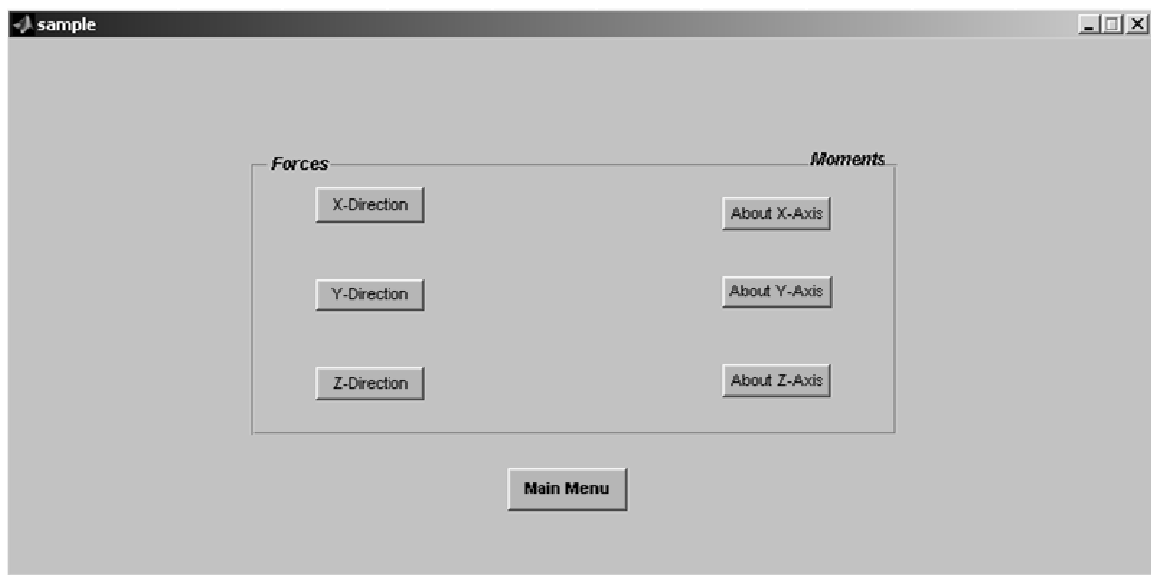 sample
Forces
Moments
X-Direction
About X-Axis
Y-Direction
About Y-Axis
Z-Direction
About Z-Axis
Main Menu